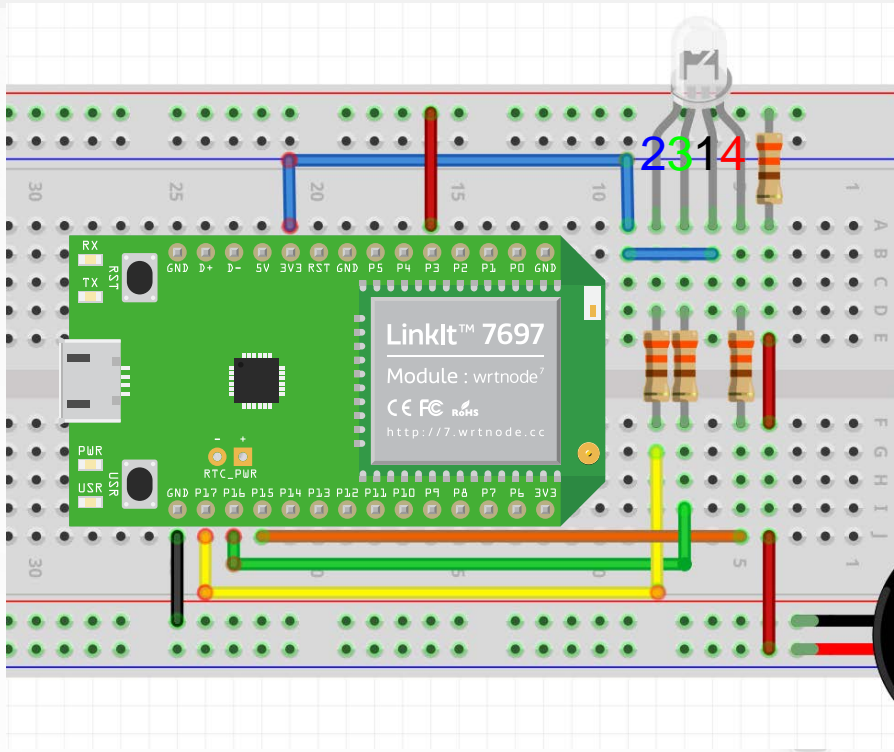 2314
30
25
20
15
10
1
A
B
C
D
E
RX
TX
RST
GND D+ D- 5V 3V3 RST GND P5 P4 P3 P2 P1 P0 GND
LinkIt™ 7697
Module : wrtnode⁷
CE FC RoHS
http://7.wrtnode.cc
- +
RTC_PWR
PWR
USR
USR
GND P17 P16 P15 P14 P13 P12 P11 P10 P9 P8 P7 P6 3V3
F
G
H
I
J
30
5
1